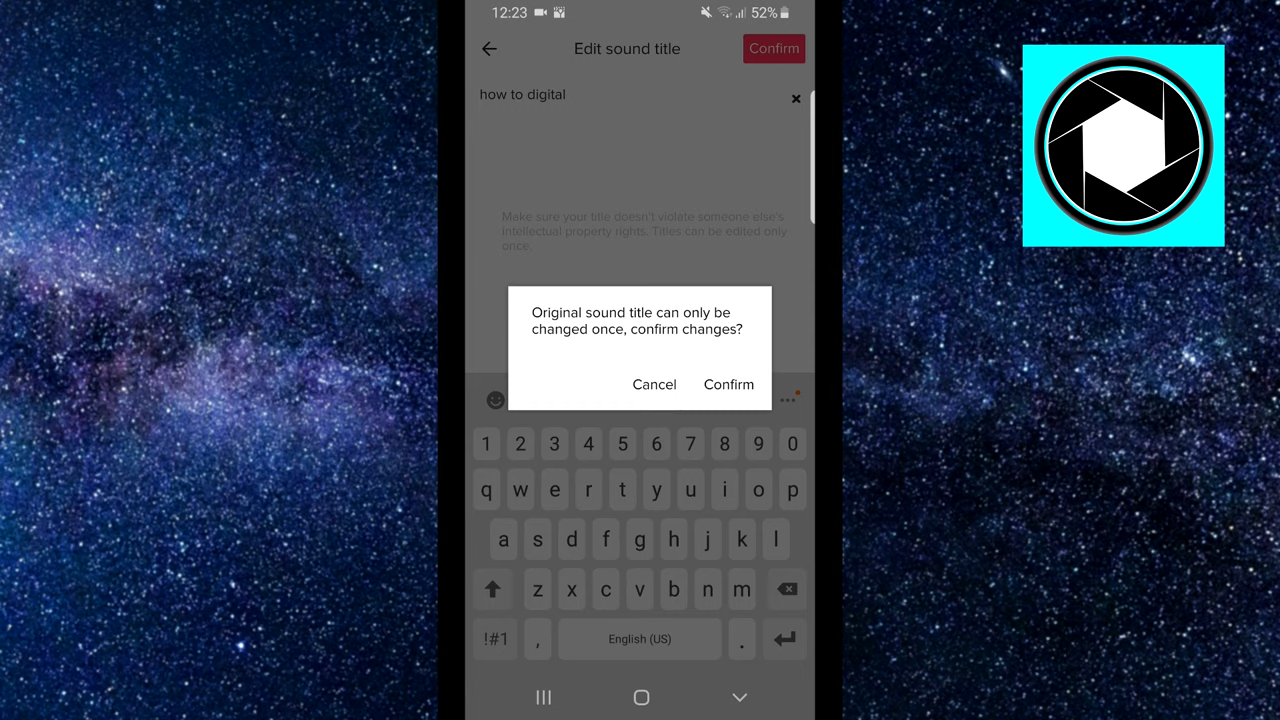 12:23
52%
Edit sound title
Confirm
how to digital
Make sure your title doesn't violate someone else's
intellectual property rights. Titles can be edited only
once.
Original sound title can only be
changed once, confirm changes?
Cancel Confirm
1 2 3 4 5 6 7 8 9 0
q w e r t y u i o p
a s d f g h j k l
z x c v b n m
!#1 , English (US) .